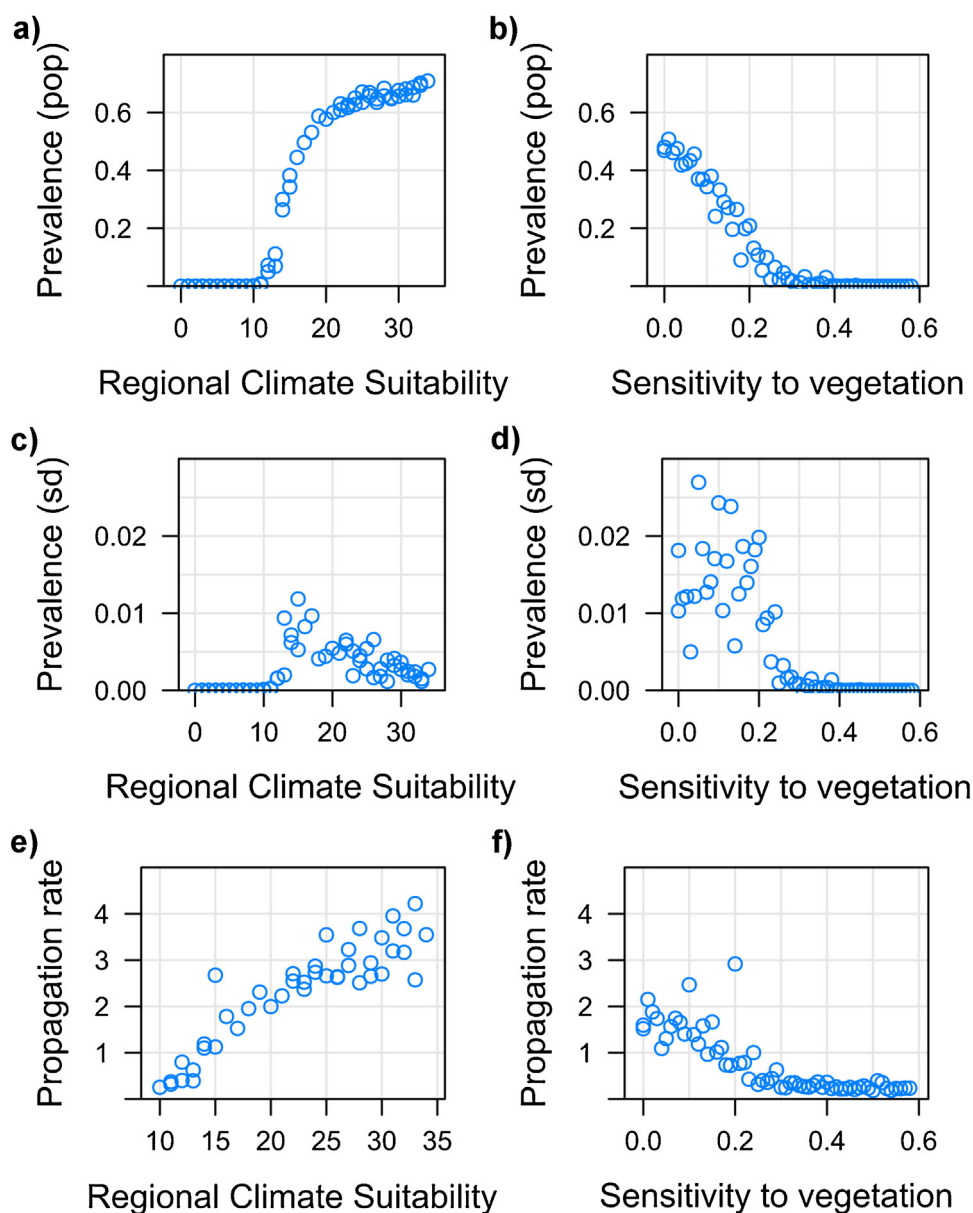 a)
Prevalence (pop)
0.6
0.4
0.2
0 10 20 30
Regional Climate Suitability
b)
Prevalence (pop)
0.6
0.4
0.2
0.0 0.2 0.4 0.6
Sensitivity to vegetation
c)
Prevalence (sd)
0.02
0.01
0.00
0 10 20 30
Regional Climate Suitability
d)
Prevalence (sd)
0.02
0.01
0.00
0.0 0.2 0.4 0.6
Sensitivity to vegetation
e)
Propagation rate
4
3
2
1
10 15 20 25 30 35
Regional Climate Suitability
f)
Propagation rate
4
3
2
1
0.0 0.2 0.4 0.6
Sensitivity to vegetation